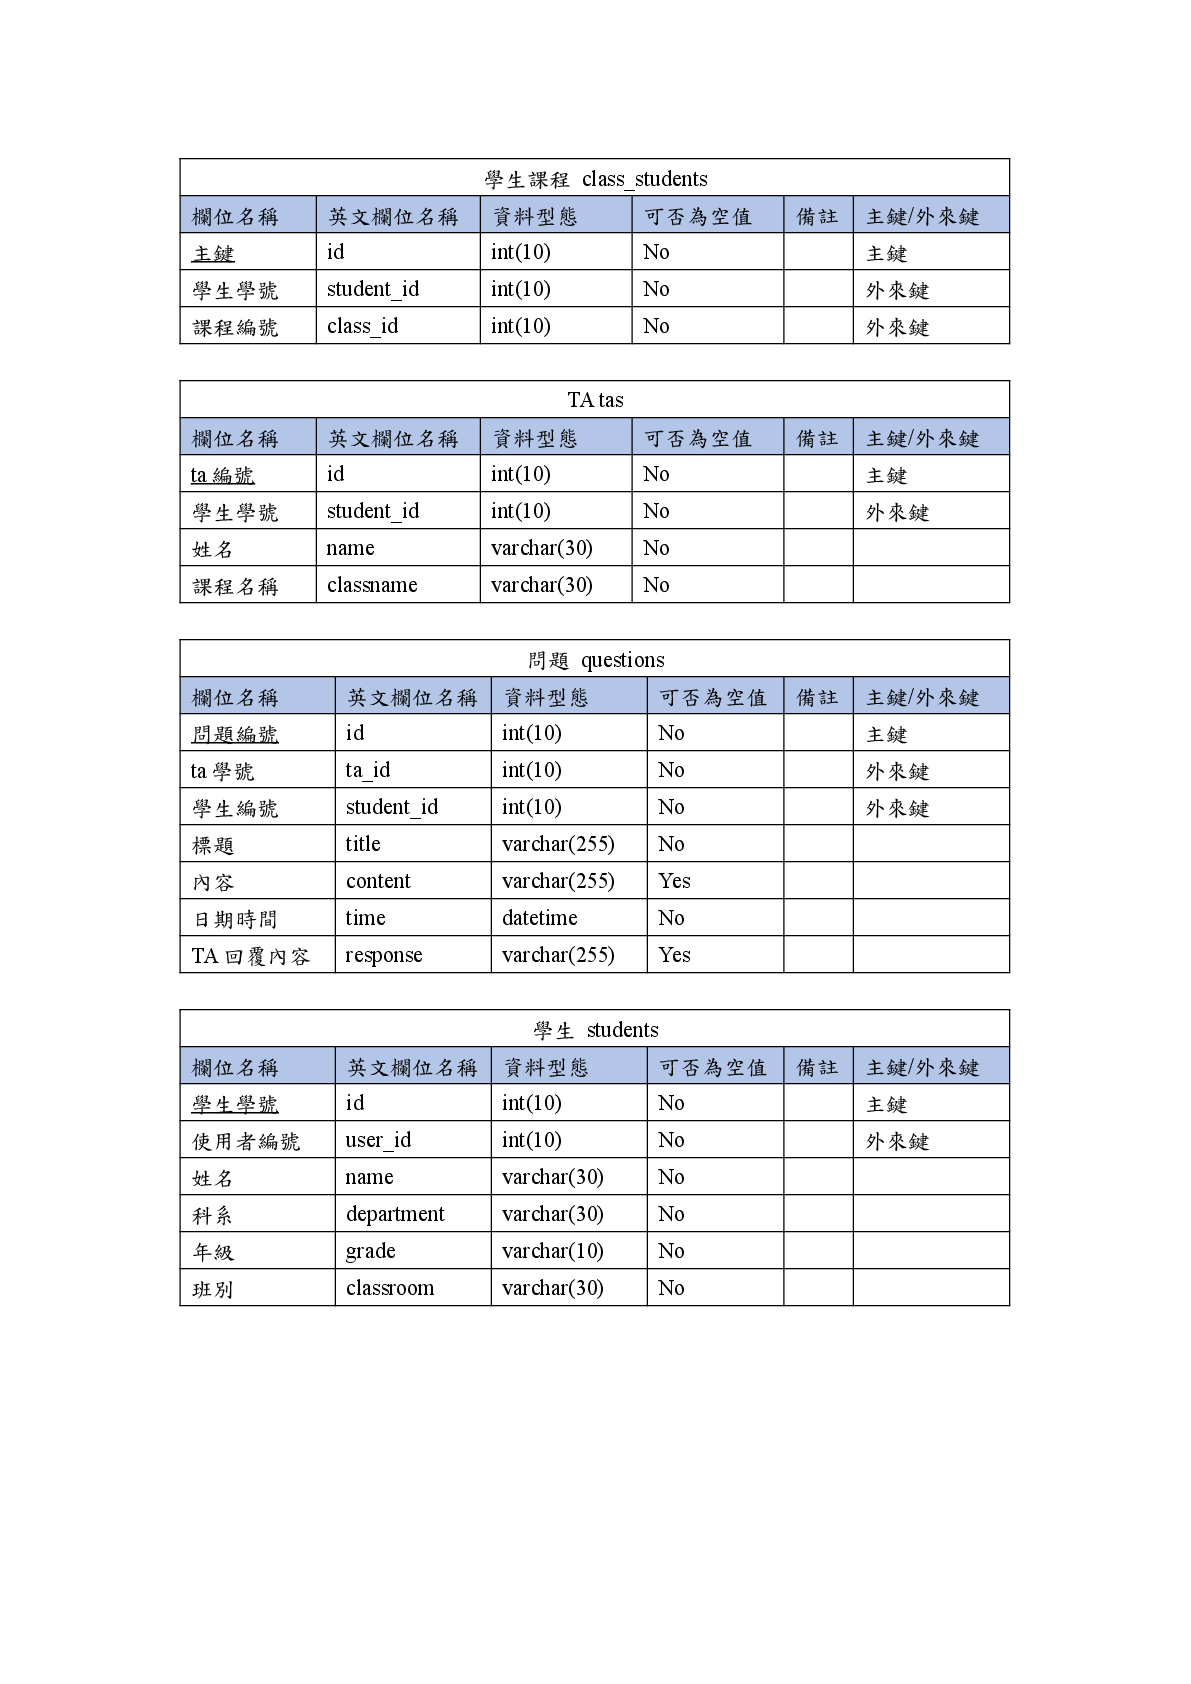 學生課程 class_students
欄位名稱 英文欄位名稱 資料型態 可否為空值 備註 主鍵/外來鍵
主鍵 id int(10) No 主鍵
學生學號 student_id int(10) No 外來鍵
課程編號 class_id int(10) No 外來鍵
TA tas
欄位名稱 英文欄位名稱 資料型態 可否為空值 備註 主鍵/外來鍵
ta 編號 id int(10) No 主鍵
學生學號 student_id int(10) No 外來鍵
姓名 name varchar(30) No
課程名稱 classname varchar(30) No
問題 questions
欄位名稱 英文欄位名稱 資料型態 可否為空值 備註 主鍵/外來鍵
問題編號 id int(10) No 主鍵
ta 學號 ta_id int(10) No 外來鍵
學生編號 student_id int(10) No 外來鍵
標題 title varchar(255) No
內容 content varchar(255) Yes
日期時間 time datetime No
TA 回覆內容 response varchar(255) Yes
學生 students
欄位名稱 英文欄位名稱 資料型態 可否為空值 備註 主鍵/外來鍵
學生學號 id int(10) No 主鍵
使用者編號 user_id int(10) No 外來鍵
姓名 name varchar(30) No
科系 department varchar(30) No
年級 grade varchar(10) No
班別 classroom varchar(30) No